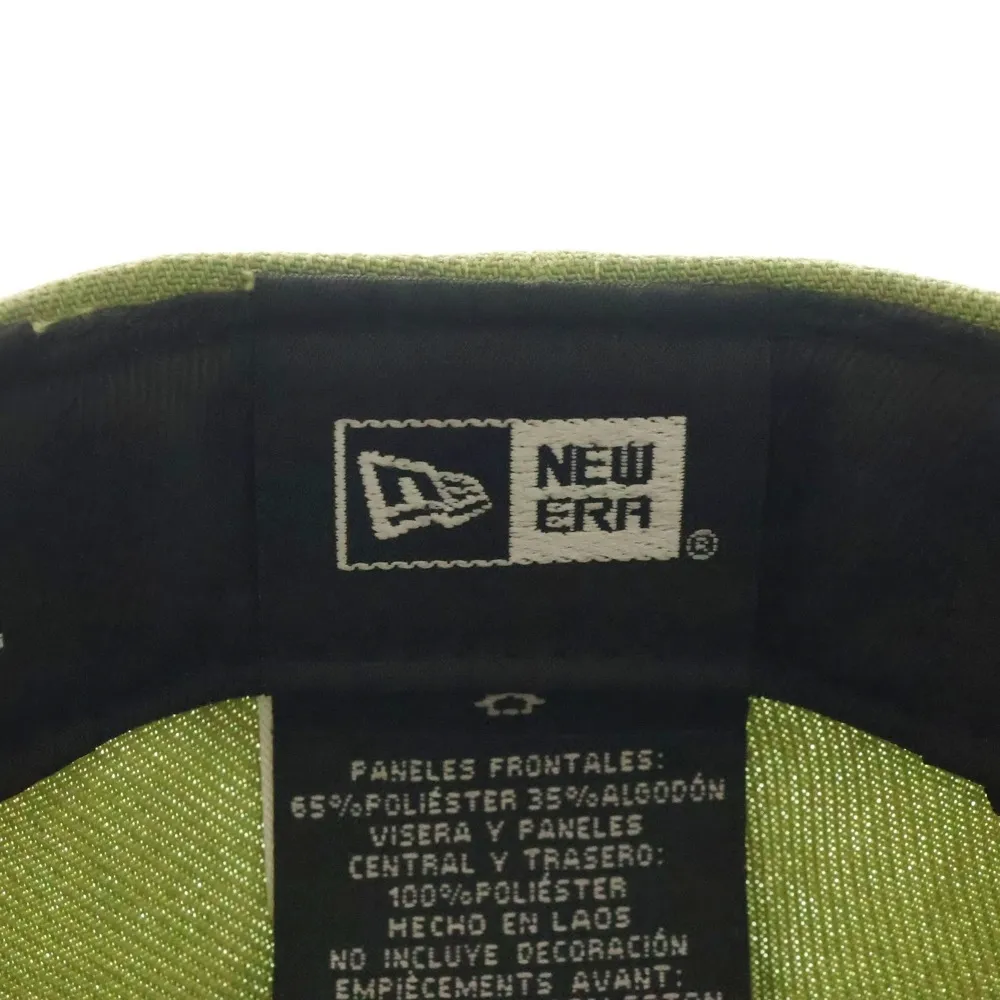 NEW
ERA
®
PANELES FRONTALES:
65%POLIÉSTER 35%ALGODÓN
VISERA Y PANELES
CENTRAL Y TRASERO:
100%POLIÉSTER
HECHO EN LAOS
NO INCLUYE DECORACIÓN
EMPIÈCEMENTS AVANT: